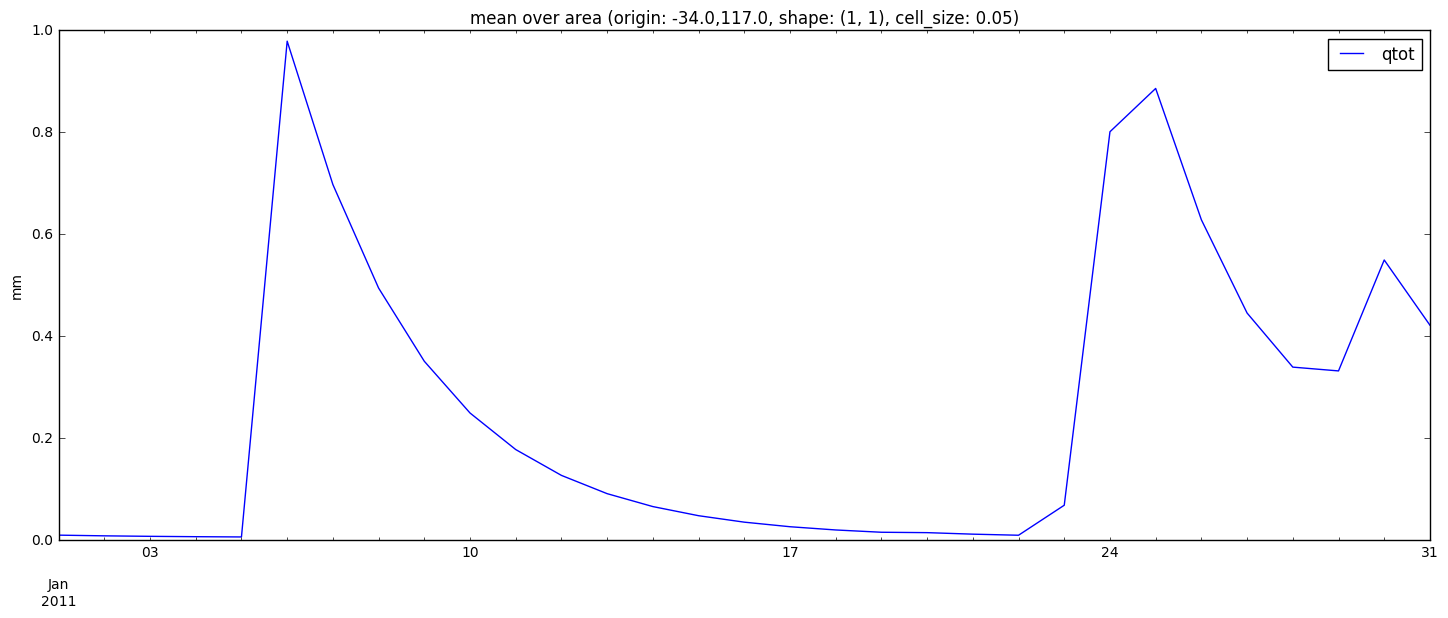 mean over area (origin: -34.0,117.0, shape: (1, 1), cell_size: 0.05)
1.0
qtot
0.8
0.6
mm
0.4
0.2
0.0
03 10 17 24 31
Jan
2011